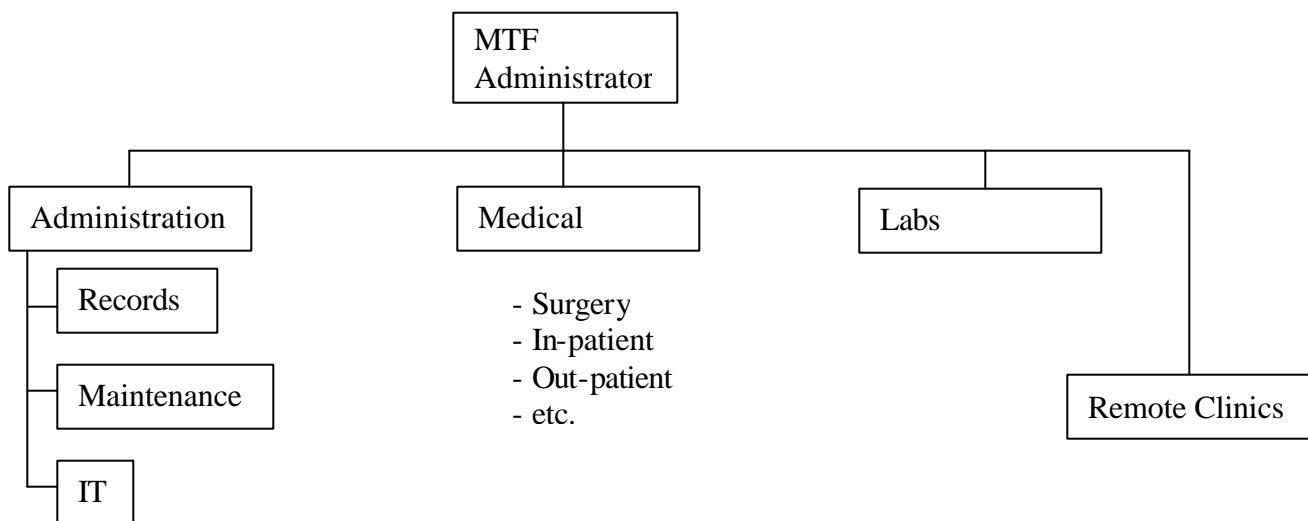 MTF
Administrator
Administration
Medical
Labs
Records
- Surgery
- In-patient
- Out-patient
- etc.
Maintenance
Remote Clinics
IT